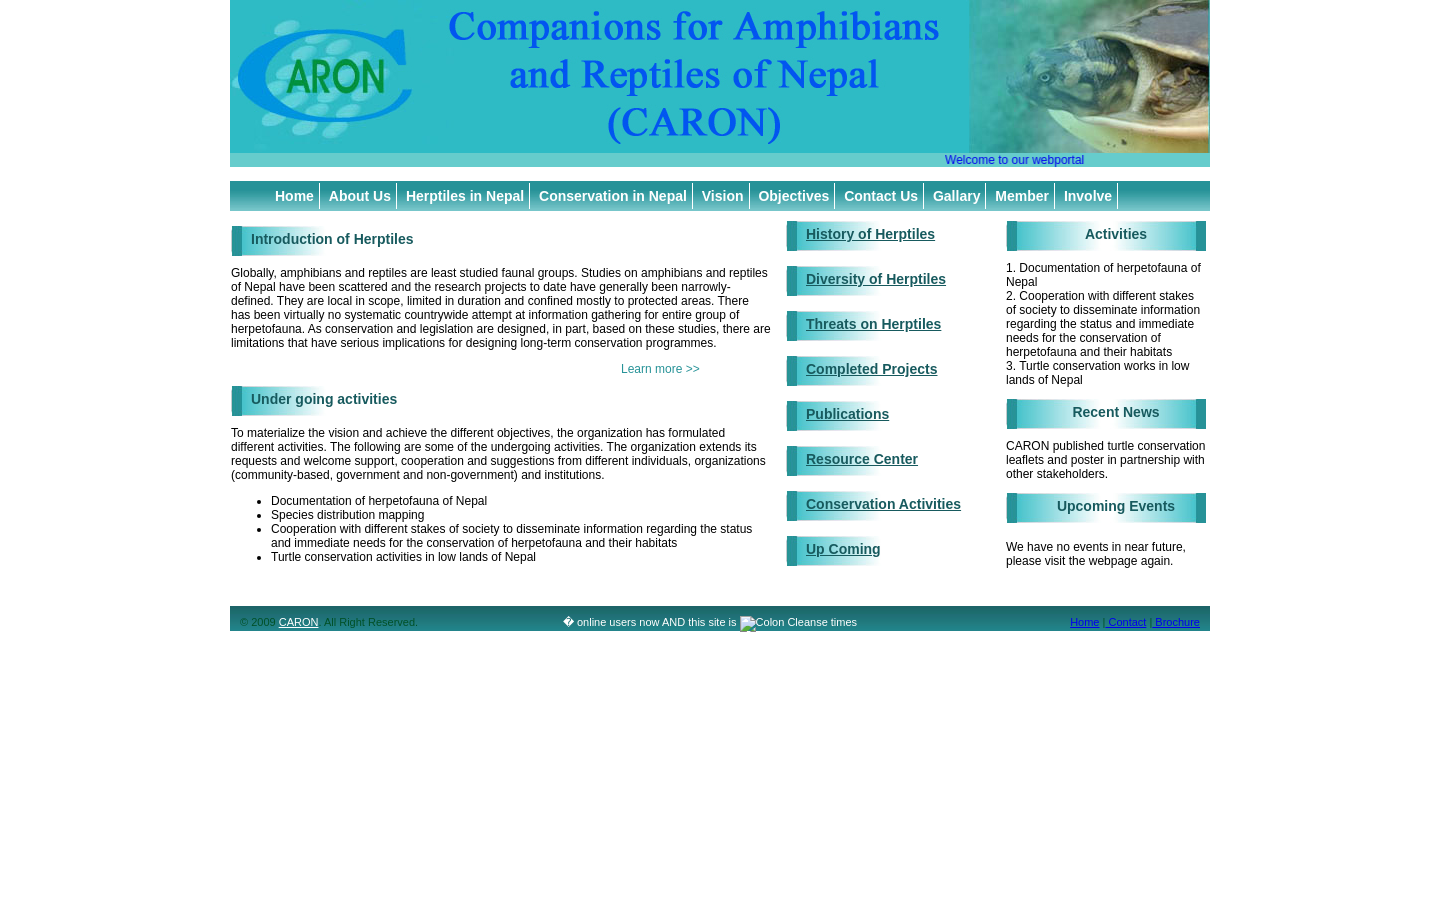 CARON
Companions for Amphibians
and Reptiles of Nepal
(CARON)
Welcome to our webportal
Home About Us Herptiles in Nepal Conservation in Nepal Vision Objectives Contact Us Gallary Member Involve
Introduction of Herptiles
Globally, amphibians and reptiles are least studied faunal groups. Studies on amphibians and reptiles
of Nepal have been scattered and the research projects to date have generally been narrowly-
defined. They are local in scope, limited in duration and confined mostly to protected areas. There
has been virtually no systematic countrywide attempt at information gathering for entire group of
herpetofauna. As conservation and legislation are designed, in part, based on these studies, there are
limitations that have serious implications for designing long-term conservation programmes.
Learn more >>
Under going activities
To materialize the vision and achieve the different objectives, the organization has formulated
different activities. The following are some of the undergoing activities. The organization extends its
requests and welcome support, cooperation and suggestions from different individuals, organizations
(community-based, government and non-government) and institutions.
• Documentation of herpetofauna of Nepal
• Species distribution mapping
• Cooperation with different stakes of society to disseminate information regarding the status
and immediate needs for the conservation of herpetofauna and their habitats
• Turtle conservation activities in low lands of Nepal
History of Herptiles
Diversity of Herptiles
Threats on Herptiles
Completed Projects
Publications
Resource Center
Conservation Activities
Up Coming
Activities
1. Documentation of herpetofauna of
Nepal
2. Cooperation with different stakes
of society to disseminate information
regarding the status and immediate
needs for the conservation of
herpetofauna and their habitats
3. Turtle conservation works in low
lands of Nepal
Recent News
CARON published turtle conservation
leaflets and poster in partnership with
other stakeholders.
Upcoming Events
We have no events in near future,
please visit the webpage again.
© 2009 CARON All Right Reserved.
� online users now AND this site is Colon Cleanse times
Home | Contact | Brochure